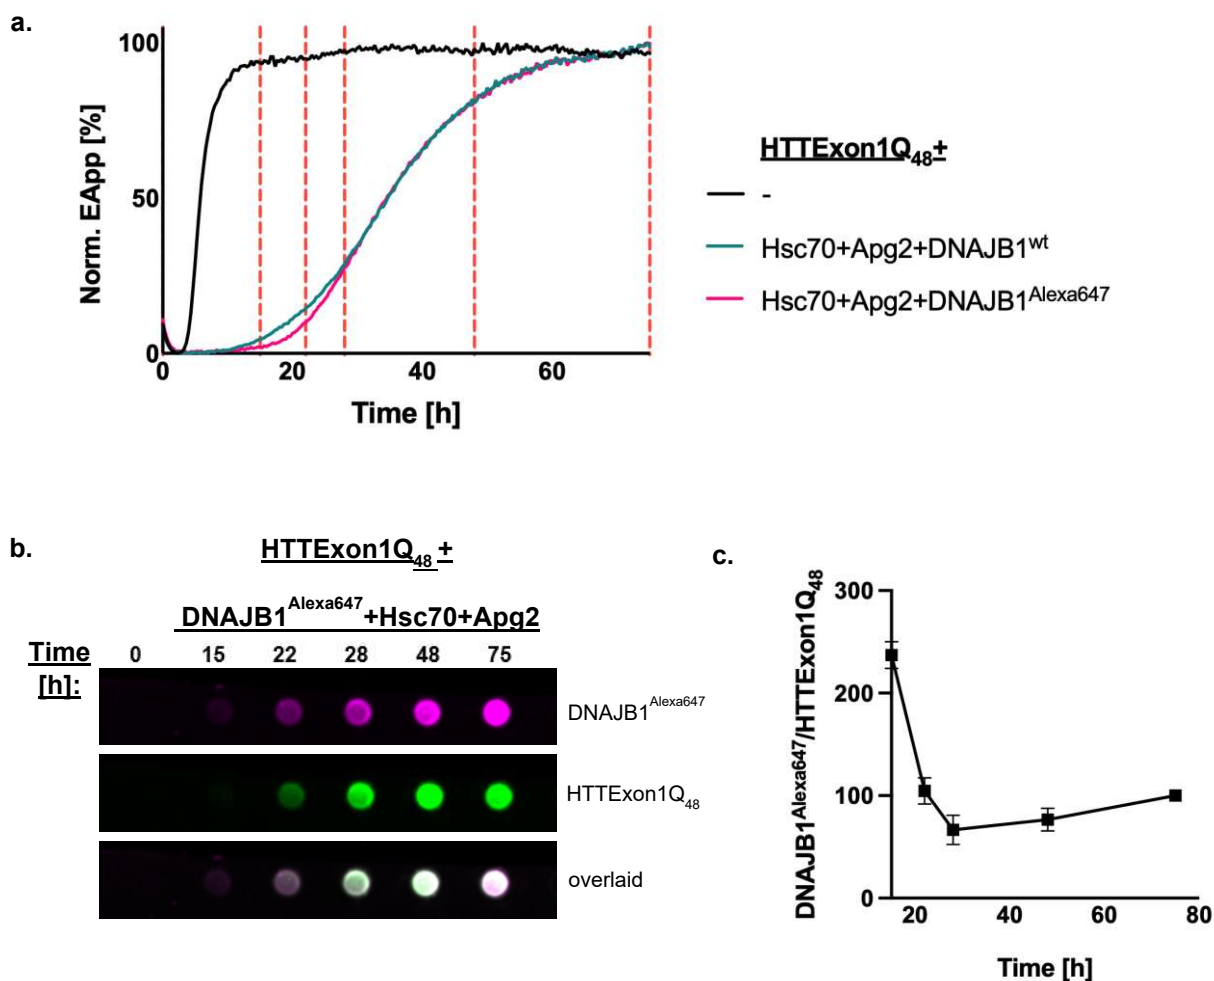 a.
Norm. EApp [%]
100
50
0
0 20 40 60
Time [h]
HTTExon1Q48+
-
Hsc70+Apg2+DNAJB1wt
Hsc70+Apg2+DNAJB1Alexa647
b.
HTTExon1Q48 +
DNAJB1Alexa647+Hsc70+Apg2
Time [h]: 0 15 22 28 48 75
DNAJB1Alexa647
HTTExon1Q48
overlaid
c.
DNAJB1Alexa647/HTTExon1Q48
300
200
100
0
20 40 60 80
Time [h]